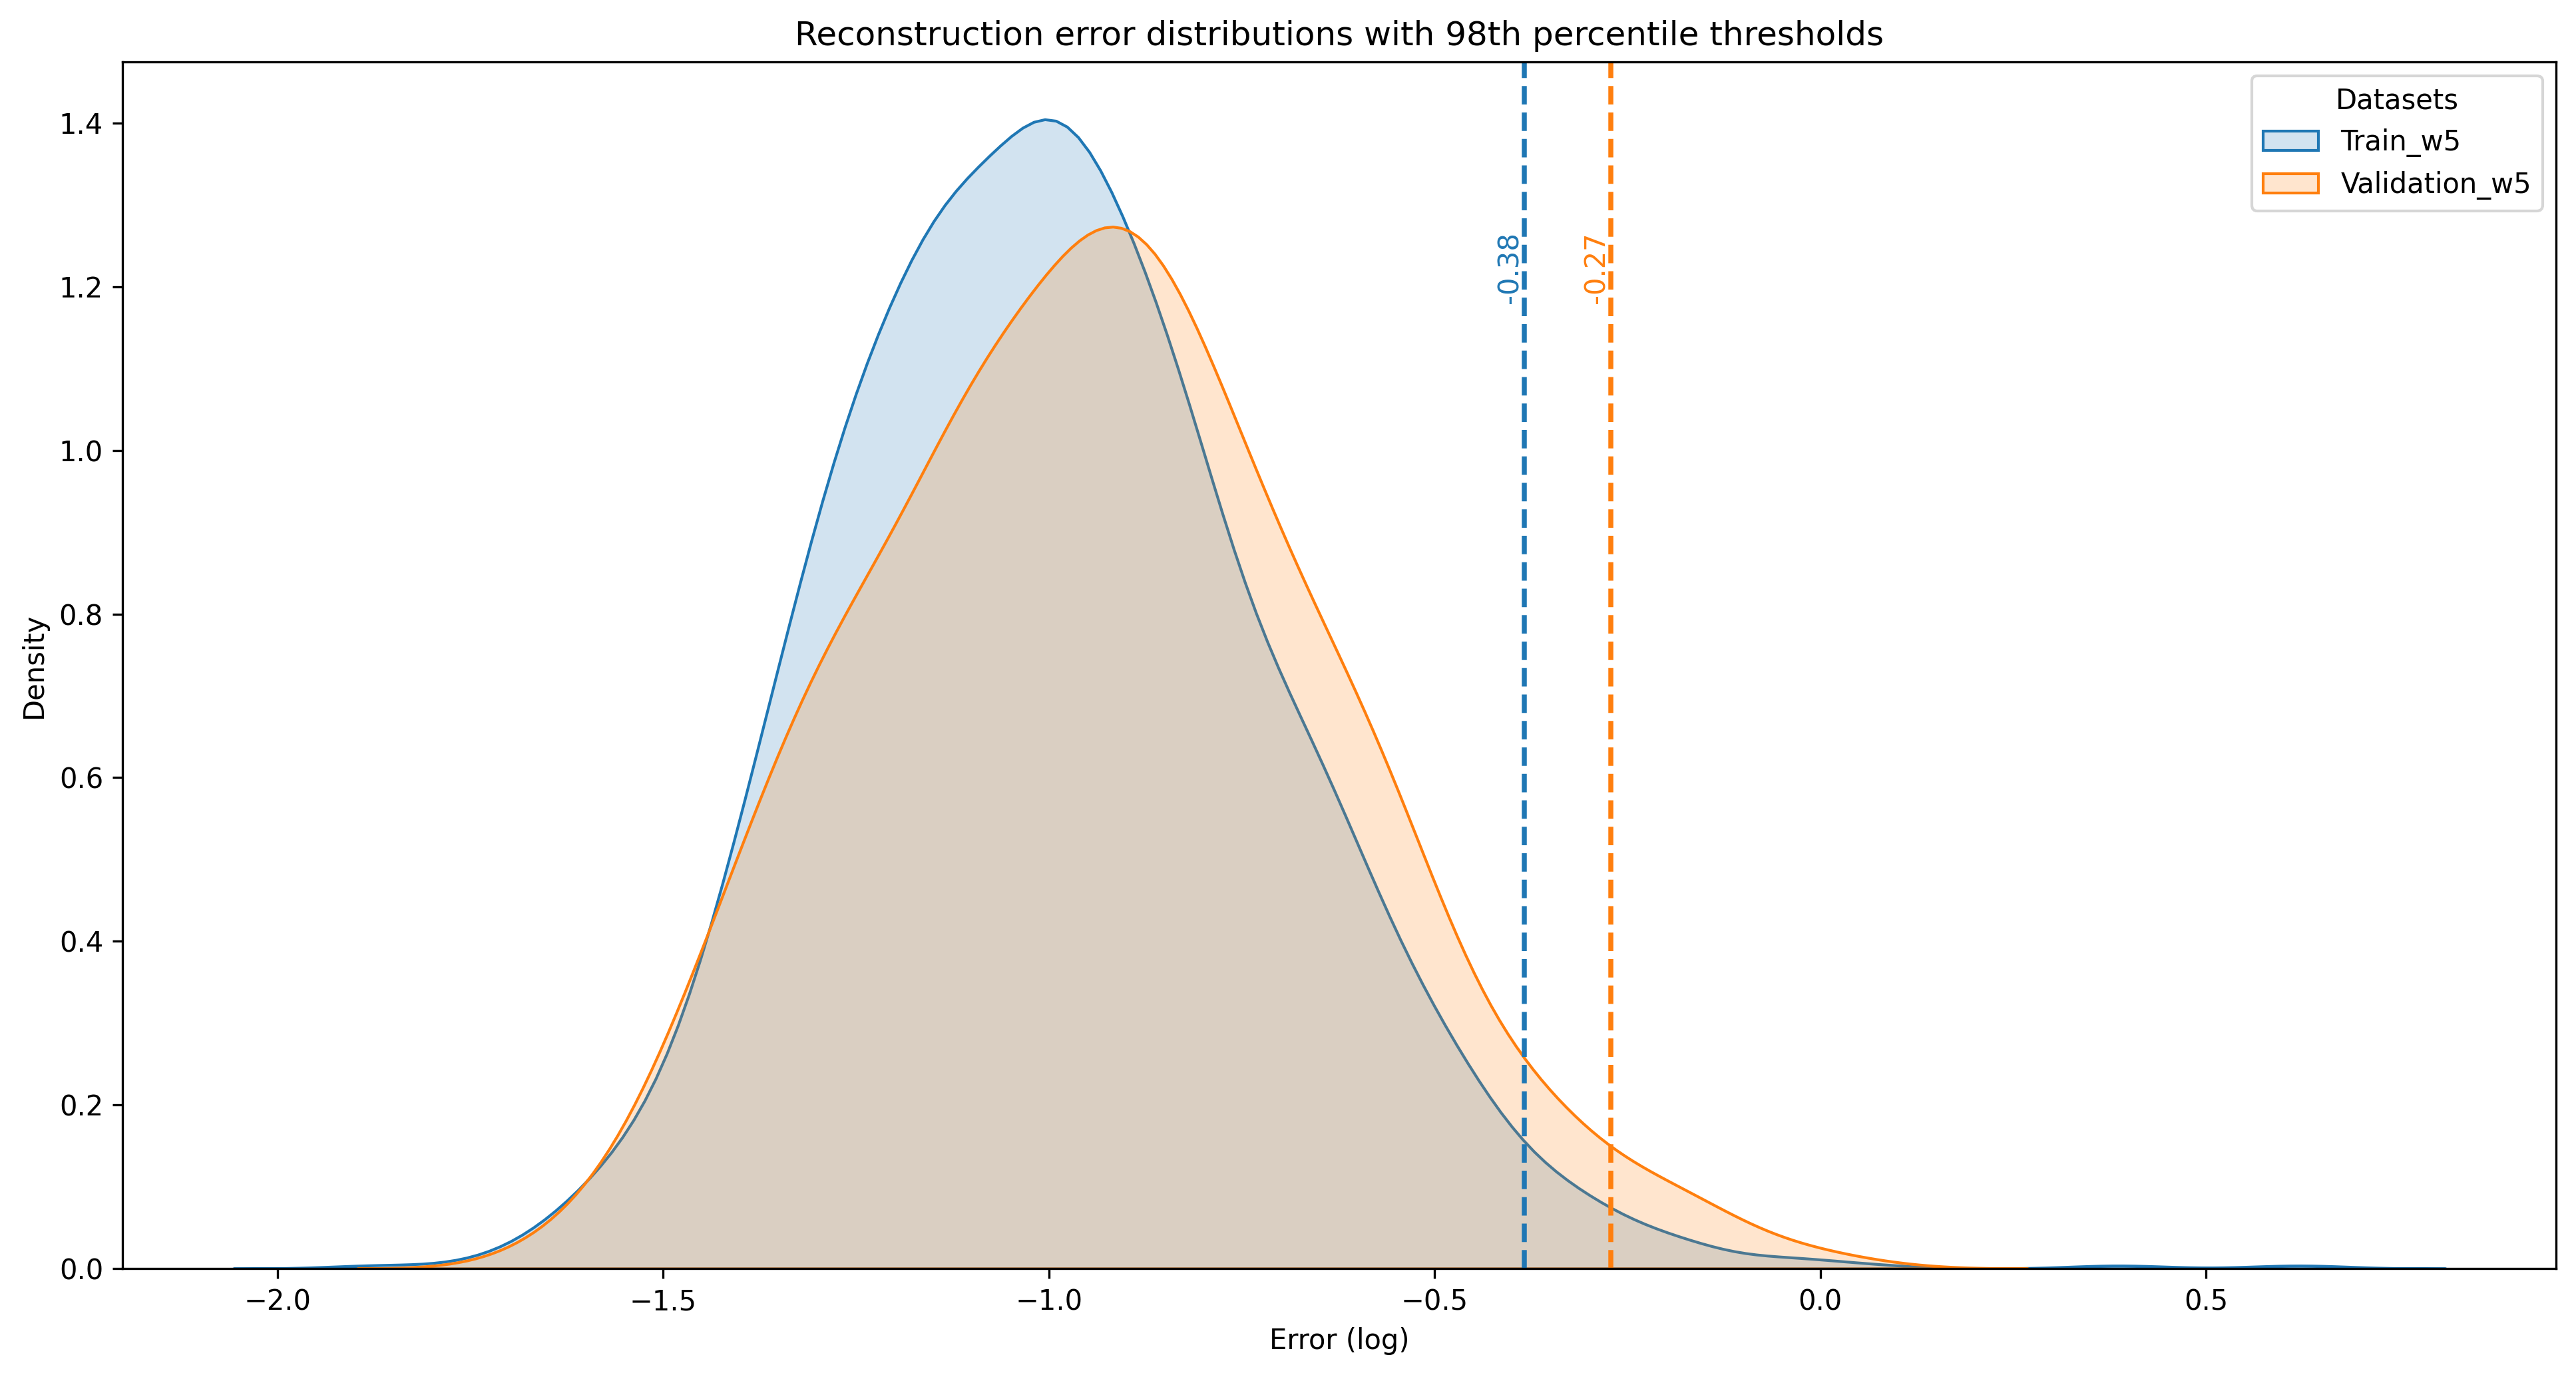 Reconstruction error distributions with 98th percentile thresholds
Datasets
Train_w5
Validation_w5
-0.38
-0.27
1.4
1.2
1.0
0.8
0.6
0.4
0.2
0.0
Density
−2.0
−1.5
−1.0
−0.5
0.0
0.5
Error (log)